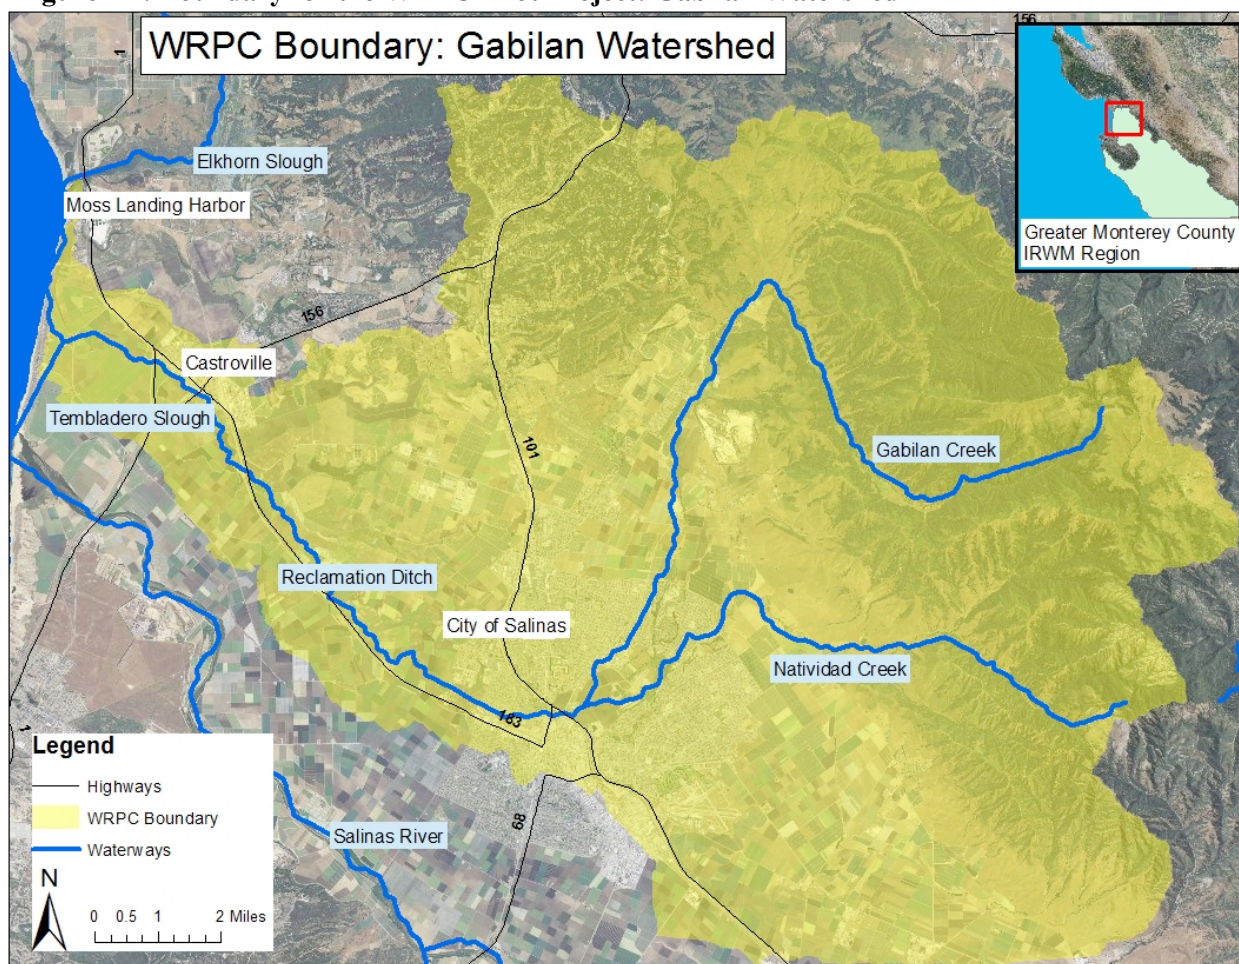 156
1
WRPC Boundary: Gabilan Watershed
Elkhorn Slough
Moss Landing Harbor
Greater Monterey County
IRWM Region
156
Castroville
Tembladero Slough
101
Gabilan Creek
Reclamation Ditch
City of Salinas
Natividad Creek
183
1
Legend
Highways
WRPC Boundary
Waterways
68
Salinas River
N
0 0.5 1 2 Miles